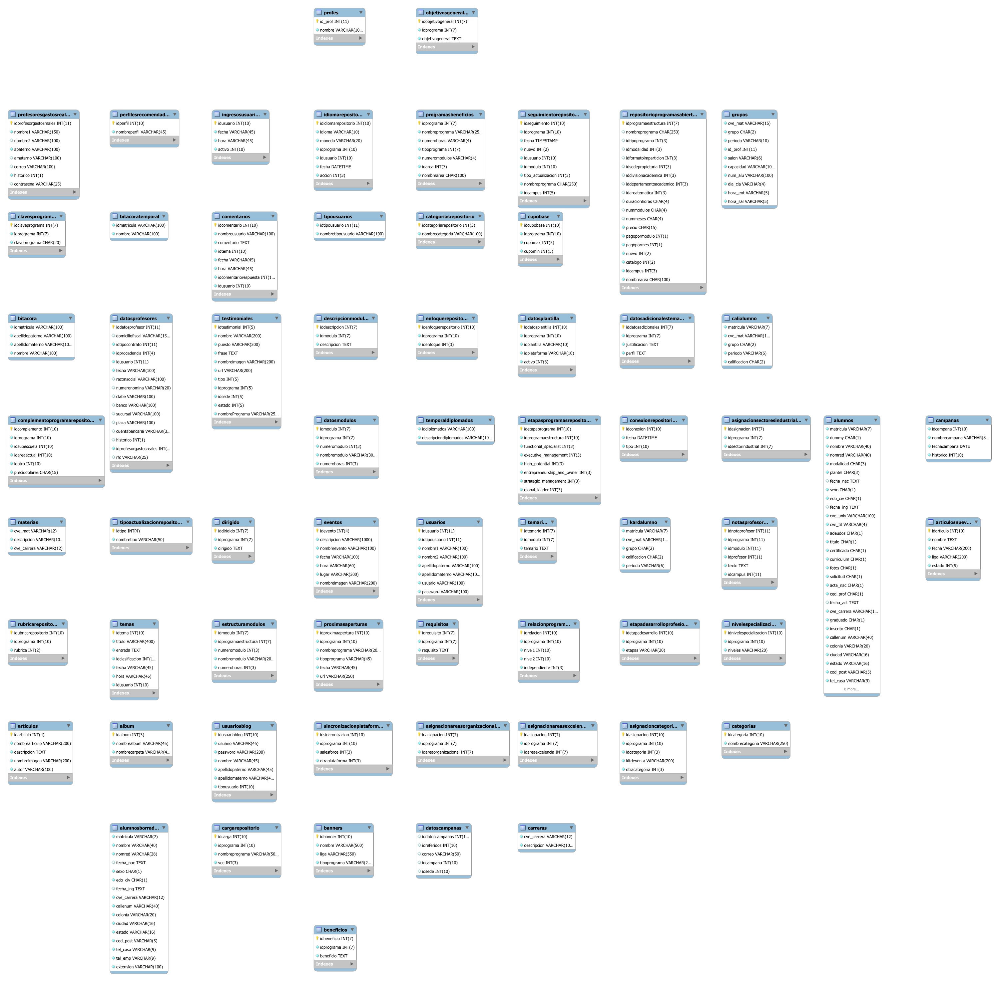 profes
id_prof INT(11)
nombre VARCHAR(10...
Indexes
objetivosgeneral...
idobjetivogeneral INT(7)
idprograma INT(7)
objetivogeneral TEXT
Indexes
profesoresgastosreal...
idprofesorgastosreales INT(11)
nombre1 VARCHAR(150)
nombre2 VARCHAR(100)
apaterno VARCHAR(100)
amaterno VARCHAR(100)
correo VARCHAR(100)
historico INT(1)
contrasena VARCHAR(25)
Indexes
perfilesrecomendad...
idperfil INT(10)
nombreperfil VARCHAR(45)
Indexes
ingresosusuari...
idusuario INT(10)
fecha VARCHAR(45)
hora VARCHAR(45)
activo INT(10)
Indexes
idiomareposito...
ididiomarepositorio INT(10)
idioma VARCHAR(10)
moneda VARCHAR(20)
idprograma INT(10)
idusuario INT(10)
fecha DATETIME
accion INT(3)
Indexes
programasbeneficios
idprograma INT(7)
nombreprograma VARCHAR(25...
numerohoras VARCHAR(4)
tipoprograma INT(7)
numeromodulos VARCHAR(4)
idarea INT(7)
nombrearea CHAR(100)
Indexes
seguimientoreposito...
idseguimiento INT(10)
idprograma INT(10)
fecha TIMESTAMP
nuevo INT(2)
idusuario INT(10)
idmodulo INT(10)
tipo_actualizacion INT(3)
nombreprograma CHAR(250)
idcampus INT(5)
Indexes
repositorioprogramasabiert...
idprogramaestructura INT(7)
nombreprograma CHAR(250)
idtipoprograma INT(3)
idmodalidad INT(3)
idformatoimparticion INT(3)
idsedepropietaria INT(3)
iddivisionacademica INT(3)
iddepartamentoacademico INT(3)
idareatematica INT(3)
duracionhoras CHAR(4)
nummodulos CHAR(4)
nummeses CHAR(4)
precio CHAR(15)
pagopormodulo INT(1)
pagopormes INT(1)
nuevo INT(2)
catalogo INT(2)
idcampus INT(3)
nombrearea CHAR(100)
Indexes
grupos
cve_mat VARCHAR(15)
grupo CHAR(2)
periodo VARCHAR(10)
id_prof INT(11)
salon VARCHAR(6)
capacidad VARCHAR(10...
num_alu VARCHAR(100)
dia_cla VARCHAR(4)
hora_ent VARCHAR(5)
hora_sal VARCHAR(5)
clavesprogram...
idclaveprograma INT(7)
idprograma INT(7)
claveprograma CHAR(20)
Indexes
bitacoratemporal
idmatricula VARCHAR(100)
nombre VARCHAR(100)
comentarios
idcomentario INT(10)
nombreusuario VARCHAR(100)
comentario TEXT
idtema INT(10)
fecha VARCHAR(45)
hora VARCHAR(45)
idcomentariorespuesta INT(1...
idusuario INT(10)
Indexes
tipousuarios
idtipousuario INT(11)
nombretipousuario VARCHAR(100)
categoriasrepositorio
idcategoriarepositorio INT(3)
nombrecategoria VARCHAR(100)
Indexes
cupobase
idcupobase INT(10)
idprograma INT(10)
cupomax INT(5)
cupomin INT(5)
Indexes
bitacora
idmatricula VARCHAR(100)
apellidopaterno VARCHAR(100)
apellidomaterno VARCHAR(10...
nombre VARCHAR(100)
datosprofesores
iddatosprofesor INT(11)
domiciliofiscal VARCHAR(15...
idtipocontrato INT(11)
idprocedencia INT(4)
idusuario INT(11)
fecha VARCHAR(100)
razonsocial VARCHAR(100)
numeronomina VARCHAR(20)
clabe VARCHAR(100)
banco VARCHAR(100)
sucursal VARCHAR(100)
plaza VARCHAR(100)
cuentabancaria VARCHAR(3...
historico INT(1)
idprofesorgastosreales INT(...
rfc VARCHAR(25)
Indexes
testimoniales
idtestimonial INT(5)
nombre VARCHAR(200)
puesto VARCHAR(200)
frase TEXT
nombreimagen VARCHAR(200)
url VARCHAR(200)
tipo INT(5)
idprograma INT(5)
idsede INT(5)
estado INT(5)
nombrePrograma VARCHAR(25...
Indexes
descripcionmodul...
iddescripcion INT(7)
idmodulo INT(7)
descripcion TEXT
Indexes
enfoquereposito...
idenfoquerepositorio INT(10)
idprograma INT(10)
idenfoque INT(3)
Indexes
datosplantilla
iddatosplantilla INT(10)
idprograma INT(10)
idplantilla VARCHAR(10)
idplataforma VARCHAR(10)
activo INT(3)
Indexes
datosadicionalestema...
iddatosadicionales INT(7)
idprograma INT(7)
justificacion TEXT
perfil TEXT
Indexes
calialumno
matricula VARCHAR(7)
cve_mat VARCHAR(1...
grupo CHAR(2)
periodo VARCHAR(6)
calificacion CHAR(2)
complementoprogramareposito...
idcomplemento INT(10)
idprograma INT(10)
idsubescuela INT(10)
idareaactual INT(10)
idotro INT(10)
preciodolares CHAR(15)
Indexes
datosmodulos
idmodulo INT(7)
idprograma INT(7)
numeromodulo INT(3)
nombremodulo VARCHAR(30...
numerohoras INT(3)
Indexes
temporaldiplomados
iddiplomados VARCHAR(100)
descripciondiplomados VARCHAR(10...
etapasprogramasreposito...
idetapaprograma INT(10)
idprogramaestructura INT(10)
functional_specialist INT(3)
executive_management INT(3)
high_potential INT(3)
entrepreneurship_and_owner INT(3)
strategic_management INT(3)
global_leader INT(3)
Indexes
conexionrepositori...
idconexion INT(10)
fecha DATETIME
tipo INT(10)
Indexes
asignacionsectoresindustrial...
idasignacion INT(7)
idprograma INT(7)
idsectorindustrial INT(7)
Indexes
alumnos
matricula VARCHAR(7)
dummy CHAR(1)
nombre VARCHAR(40)
nomred VARCHAR(40)
modalidad CHAR(3)
plantel CHAR(3)
fecha_nac TEXT
sexo CHAR(1)
edo_civ CHAR(1)
fecha_ing TEXT
cve_univ VARCHAR(100)
cve_tit VARCHAR(4)
adeudos CHAR(1)
titulo CHAR(1)
certificado CHAR(1)
curriculum CHAR(1)
fotos CHAR(1)
solicitud CHAR(1)
acta_nac CHAR(1)
ced_prof CHAR(1)
fecha_act TEXT
cve_carrera VARCHAR(1...
graduado CHAR(1)
inscrito CHAR(1)
callenum VARCHAR(40)
colonia VARCHAR(20)
ciudad VARCHAR(16)
estado VARCHAR(16)
cod_post VARCHAR(5)
tel_casa VARCHAR(9)
8 more...
campanas
idcampana INT(10)
nombrecampana VARCHAR(8...
fechacampana DATE
historico INT(10)
materias
cve_mat VARCHAR(12)
descripcion VARCHAR(10...
cve_carrera VARCHAR(12)
tipoactualizacionreposito...
idtipo INT(4)
nombretipo VARCHAR(50)
Indexes
dirigido
iddirigido INT(7)
idprograma INT(7)
dirigido TEXT
Indexes
eventos
idevento INT(4)
descripcion VARCHAR(1000)
nombreevento VARCHAR(100)
fecha VARCHAR(100)
hora VARCHAR(60)
lugar VARCHAR(300)
nombreimagen VARCHAR(200)
Indexes
usuarios
idusuario INT(11)
idtipousuario INT(11)
nombre1 VARCHAR(100)
nombre2 VARCHAR(100)
apellidopaterno VARCHAR(100)
apellidomaterno VARCHAR(10...
usuario VARCHAR(100)
password VARCHAR(100)
Indexes
temari...
idtemario INT(7)
idmodulo INT(7)
temario TEXT
Indexes
kardalumno
matricula VARCHAR(7)
cve_mat VARCHAR(1...
grupo CHAR(2)
calificacion CHAR(2)
periodo VARCHAR(6)
notasprofesor...
idnotaprofesor INT(11)
idprograma INT(11)
idmodulo INT(11)
idprofesor INT(11)
texto TEXT
idcampus INT(11)
Indexes
articulosnuev...
idarticulo INT(10)
nombre TEXT
fecha VARCHAR(200)
liga VARCHAR(200)
estado INT(5)
Indexes
rubricareposito...
idubricarepositorio INT(10)
idprograma INT(10)
rubrica INT(2)
Indexes
temas
idtema INT(10)
titulo VARCHAR(400)
entrada TEXT
idclasificacion INT(1...
fecha VARCHAR(45)
hora VARCHAR(45)
idusuario INT(10)
Indexes
estructuramodulos
idmodulo INT(7)
idprogramaestructura INT(7)
numeromodulo INT(3)
nombremodulo VARCHAR(20...
numerohoras INT(3)
Indexes
proximasaperturas
idproximaapertura INT(10)
idprograma INT(10)
nombreprograma VARCHAR(20...
tipoprograma VARCHAR(45)
fecha VARCHAR(45)
url VARCHAR(250)
Indexes
requisitos
idrequisito INT(7)
idprograma INT(7)
requisito TEXT
Indexes
relacionprogram...
idrelacion INT(10)
idprograma INT(10)
nivel1 INT(10)
nivel2 INT(10)
independiente INT(3)
Indexes
etapadesarrolloprofesio...
idetapadesarrollo INT(10)
idprograma INT(10)
etapas VARCHAR(20)
Indexes
nivelespecializaci...
idnivelespecializacion INT(10)
idprograma INT(10)
niveles VARCHAR(20)
Indexes
articulos
idarticulo INT(4)
nombrearticulo VARCHAR(200)
descripcion TEXT
nombreimagen VARCHAR(200)
autor VARCHAR(100)
Indexes
album
idalbum INT(3)
nombrealbum VARCHAR(45)
nombrecarpeta VARCHAR(4...
Indexes
usuariosblog
idusuarioblog INT(10)
usuario VARCHAR(45)
password VARCHAR(200)
nombre VARCHAR(45)
apellidopaterno VARCHAR(45)
apellidomaterno VARCHAR(4...
tipousuario INT(10)
Indexes
sincronizacionplataform...
idsincronizacion INT(10)
idprograma INT(10)
salesforce INT(3)
otraplataforma INT(3)
Indexes
asignacionareasorganizacional...
idasignacion INT(7)
idprograma INT(7)
idareaorganizacional INT(7)
Indexes
asignacionareasexcelen...
idasignacion INT(7)
idprograma INT(7)
idareaexcelencia INT(7)
Indexes
asignacioncategori...
idasignacion INT(10)
idprograma INT(10)
idcategoria INT(3)
kitdeventa VARCHAR(200)
otracategoria INT(3)
Indexes
categorias
idcategoria INT(10)
nombrecategoria VARCHAR(250)
Indexes
alumnosborrad...
matricula VARCHAR(7)
nombre VARCHAR(40)
nomred VARCHAR(28)
fecha_nac TEXT
sexo CHAR(1)
edo_civ CHAR(1)
fecha_ing TEXT
cve_carrera VARCHAR(12)
callenum VARCHAR(40)
colonia VARCHAR(20)
ciudad VARCHAR(16)
estado VARCHAR(16)
cod_post VARCHAR(5)
tel_casa VARCHAR(9)
tel_emp VARCHAR(9)
extension VARCHAR(100)
cargarepositorio
idcarga INT(10)
idprograma INT(10)
nombreprograma VARCHAR(50...
vec INT(3)
Indexes
banners
idbanner INT(10)
nombre VARCHAR(500)
liga VARCHAR(550)
tipoprograma VARCHAR(2...
Indexes
datoscampanas
iddatoscampanas INT(1...
idreferidos INT(10)
correo VARCHAR(50)
idcampana INT(10)
idsede INT(10)
carreras
cve_carrera VARCHAR(12)
descripcion VARCHAR(10...
beneficios
idbeneficio INT(7)
idprograma INT(7)
beneficio TEXT
Indexes